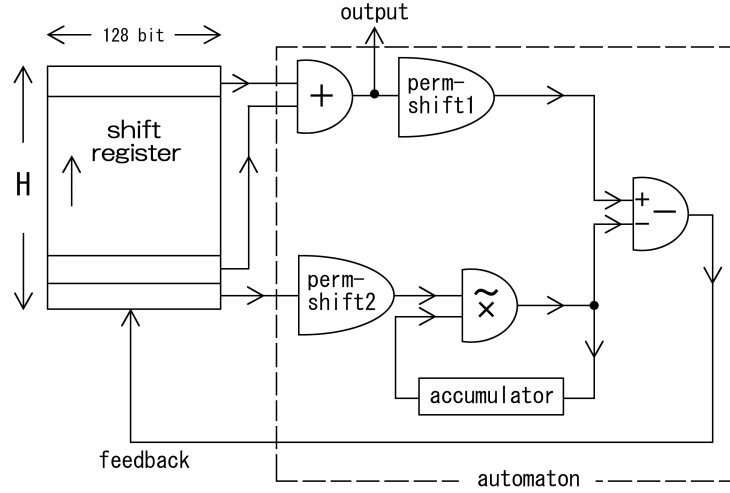 output
128 bit
+
perm-
shift1
shift
register
H
+
−
−
perm-
shift2
~
×
accumulator
feedback
automaton